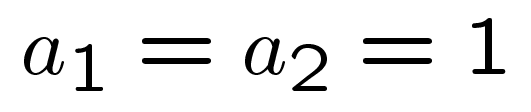 a₁ = a₂ = 1